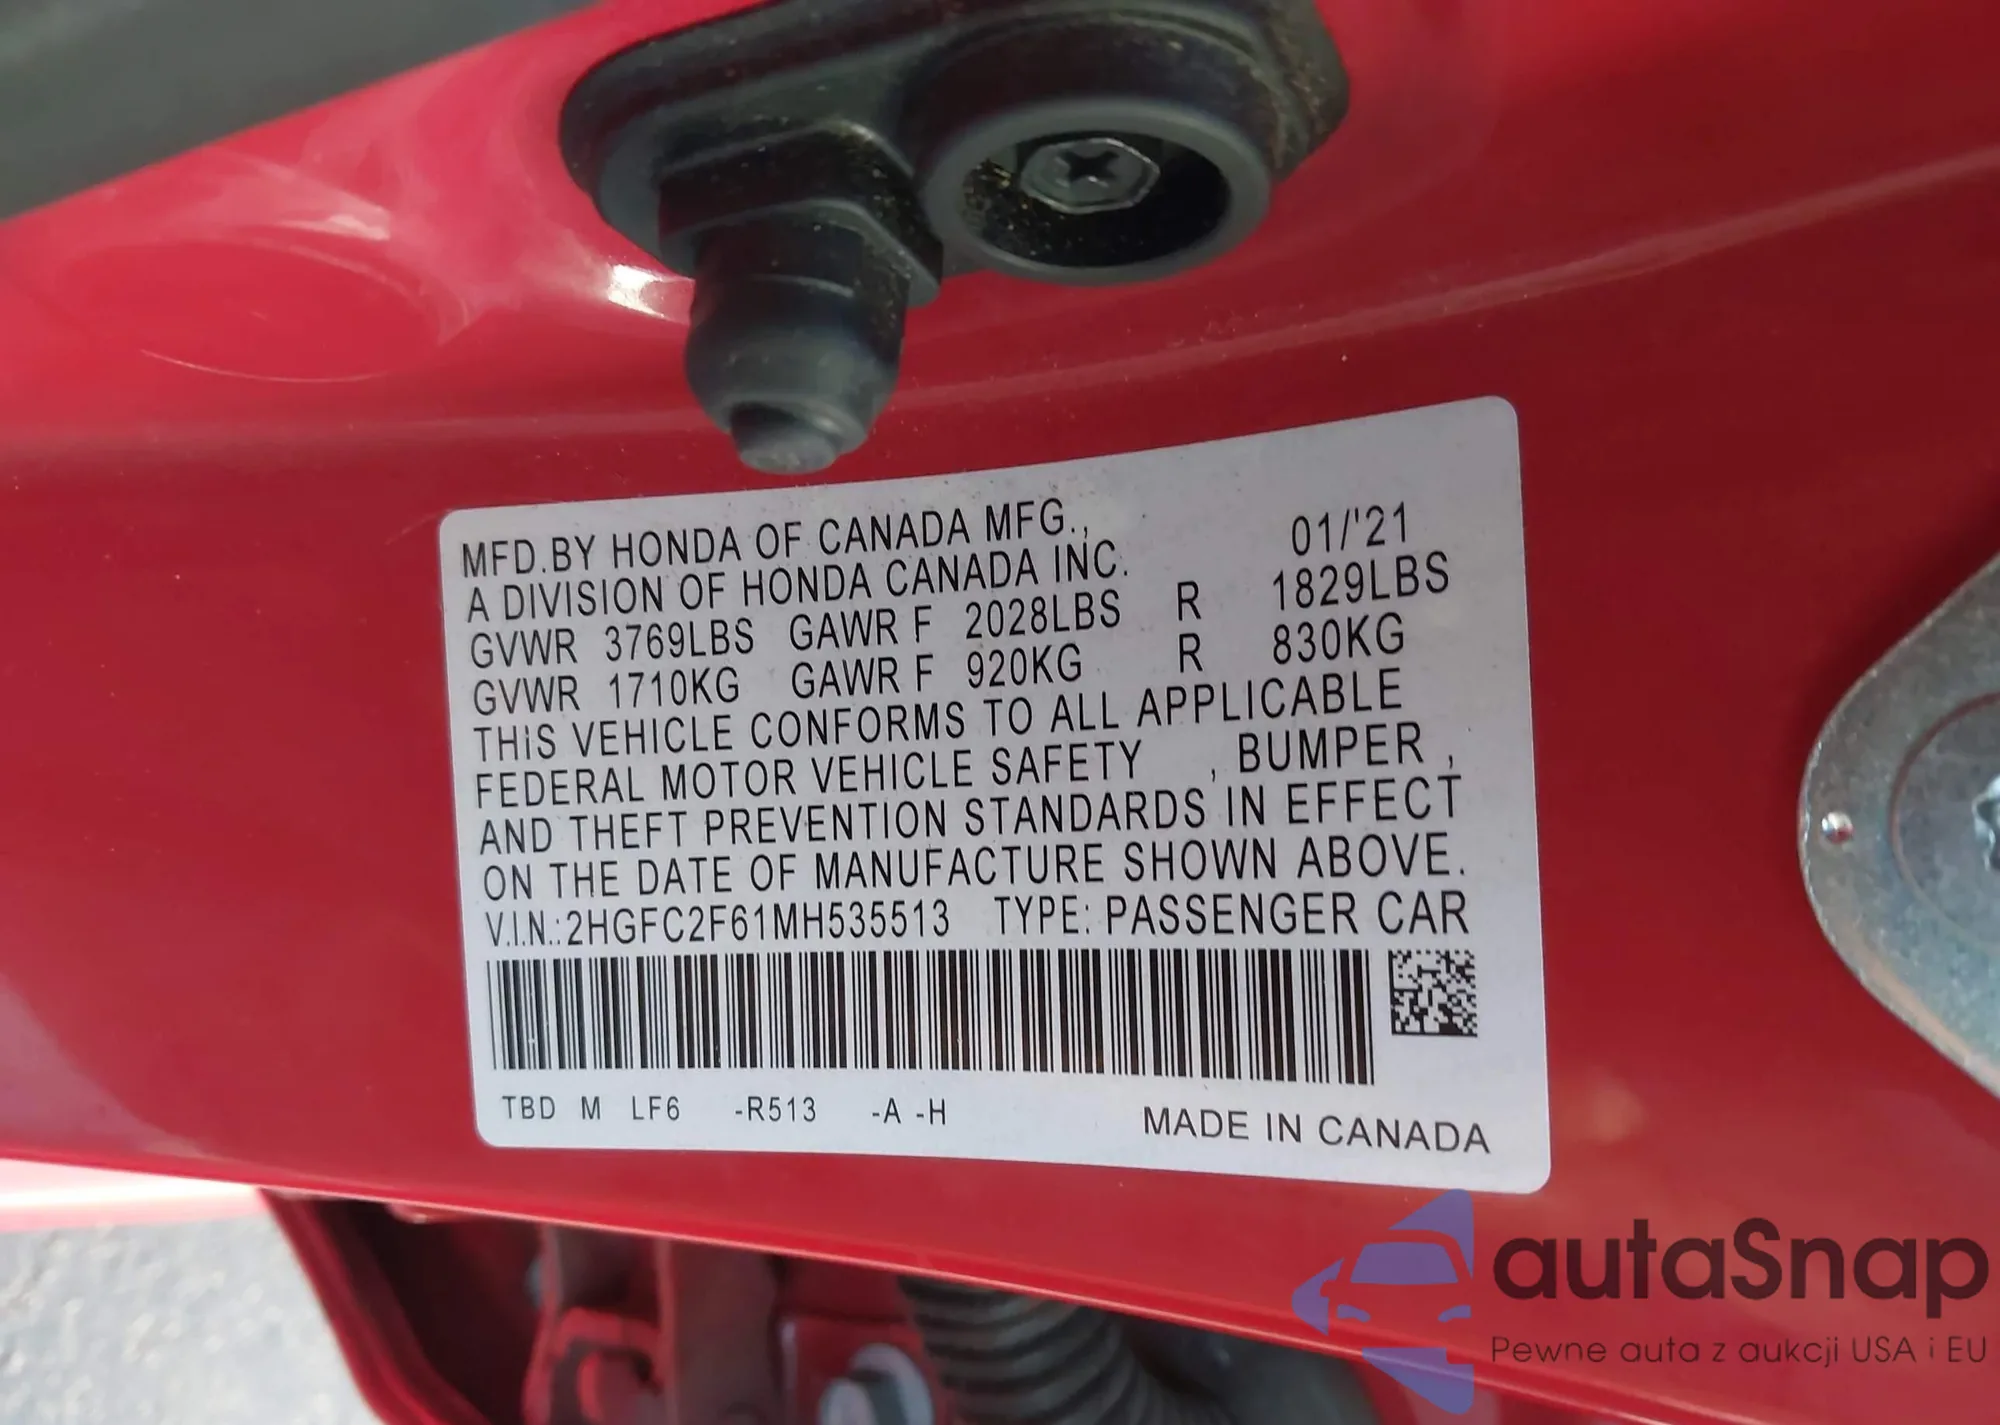 MFD.BY HONDA OF CANADA MFG., 01/'21
A DIVISION OF HONDA CANADA INC.
GVWR 3769LBS GAWR F 2028LBS R 1829LBS
GVWR 1710KG GAWR F 920KG R 830KG
THIS VEHICLE CONFORMS TO ALL APPLICABLE
FEDERAL MOTOR VEHICLE SAFETY , BUMPER ,
AND THEFT PREVENTION STANDARDS IN EFFECT
ON THE DATE OF MANUFACTURE SHOWN ABOVE.
V.I.N.:2HGFC2F61MH535513 TYPE: PASSENGER CAR
TBD M LF6 -R513 -A -H MADE IN CANADA
autaSnap
Pewne auta z aukcji USA i EU